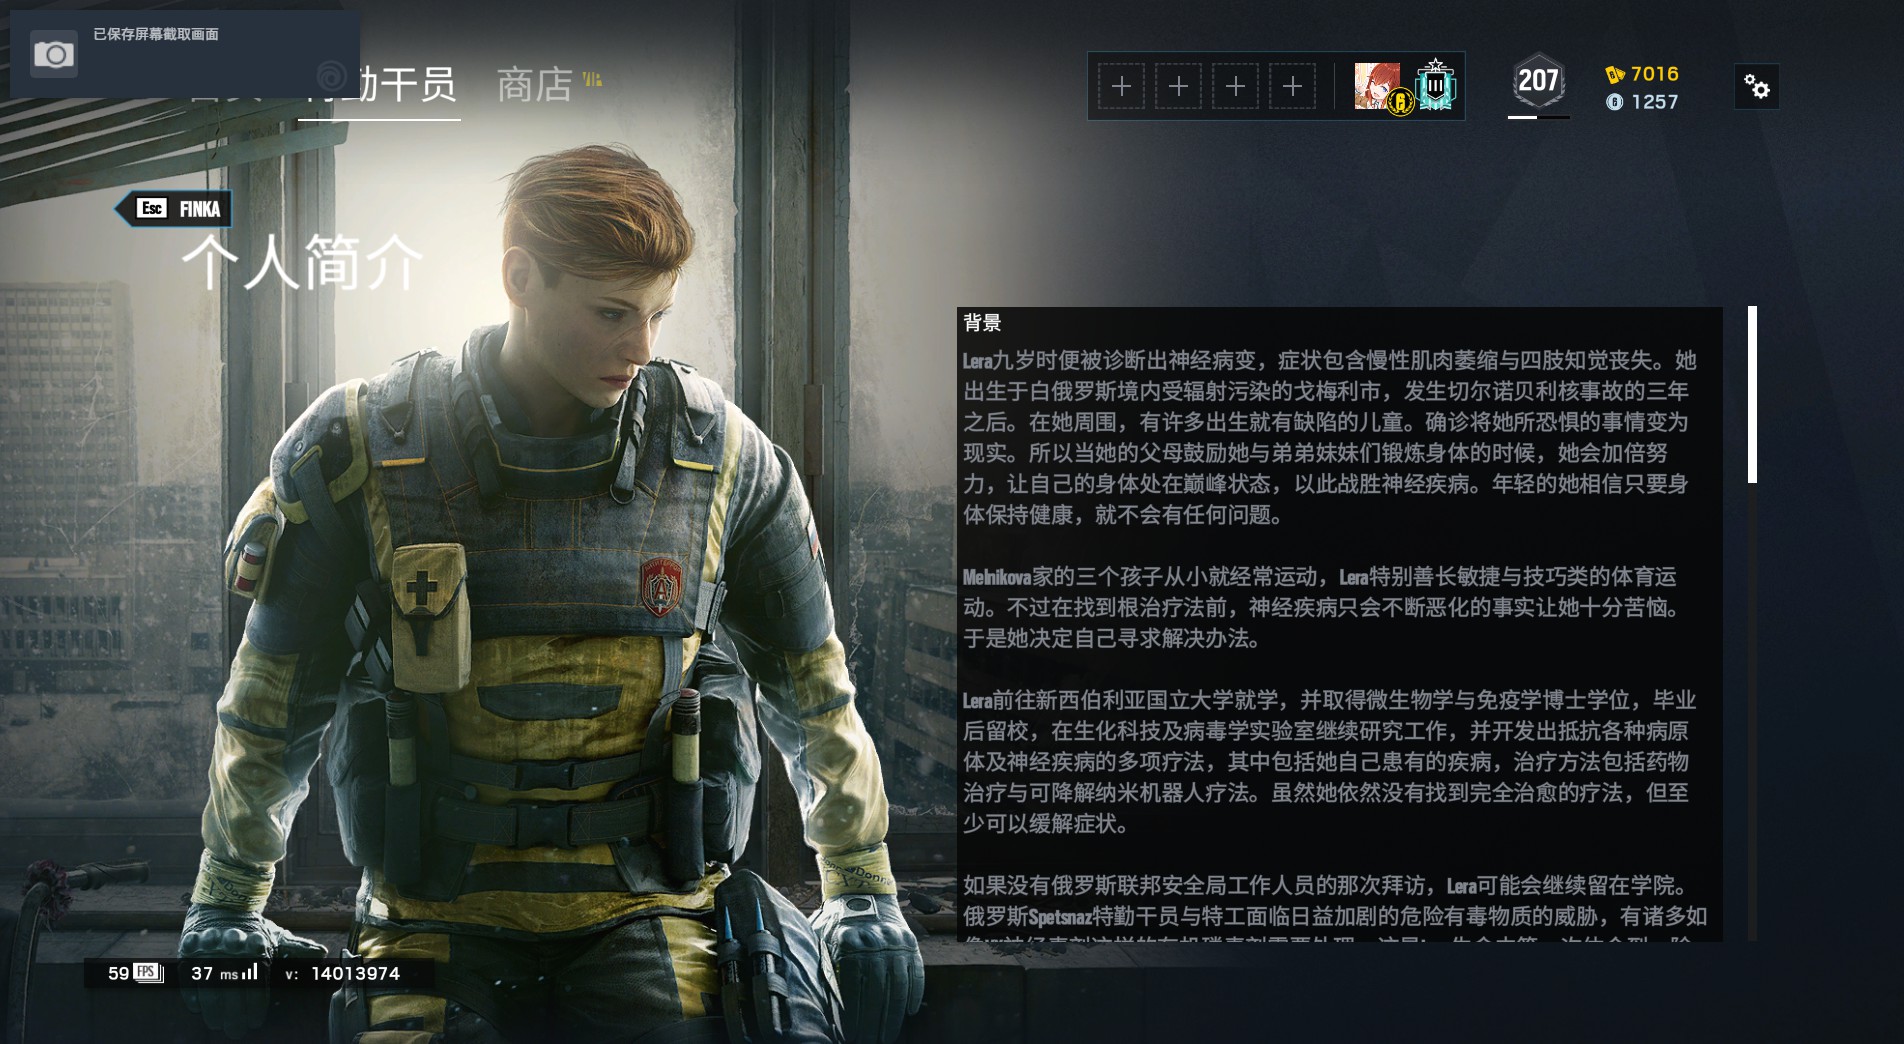 已保存屏幕截取画面
行动干员
商店
207
7016
1257
Esc FINKA
个人简介
背景
Lera九岁时便被诊断出神经病变，症状包含慢性肌肉萎缩与四肢知觉丧失。她
出生于白俄罗斯境内受辐射污染的戈梅利市，发生切尔诺贝利核事故的三年
之后。在她周围，有许多出生就有缺陷的儿童。确诊将她所恐惧的事情变为
现实。所以当她的父母鼓励她与弟弟妹妹们锻炼身体的时候，她会加倍努
力，让自己的身体处在巅峰状态，以此战胜神经疾病。年轻的她相信只要身
体保持健康，就不会有任何问题。
Melnikova家的三个孩子从小就经常运动，Lera特别善长敏捷与技巧类的体育运
动。不过在找到根治疗法前，神经疾病只会不断恶化的事实让她十分苦恼。
于是她决定自己寻求解决办法。
Lera前往新西伯利亚国立大学就学，并取得微生物学与免疫学博士学位，毕业
后留校，在生化科技及病毒学实验室继续研究工作，并开发出抵抗各种病原
体及神经疾病的多项疗法，其中包括她自己患有的疾病，治疗方法包括药物
治疗与可降解纳米机器人疗法。虽然她依然没有找到完全治愈的疗法，但至
少可以缓解症状。
如果没有俄罗斯联邦安全局工作人员的那次拜访，Lera可能会继续留在学院。
俄罗斯Spetsnaz特勤干员与特工面临日益加剧的危险有毒物质的威胁，有诸多如
59 FPS 37 ms v: 14013974